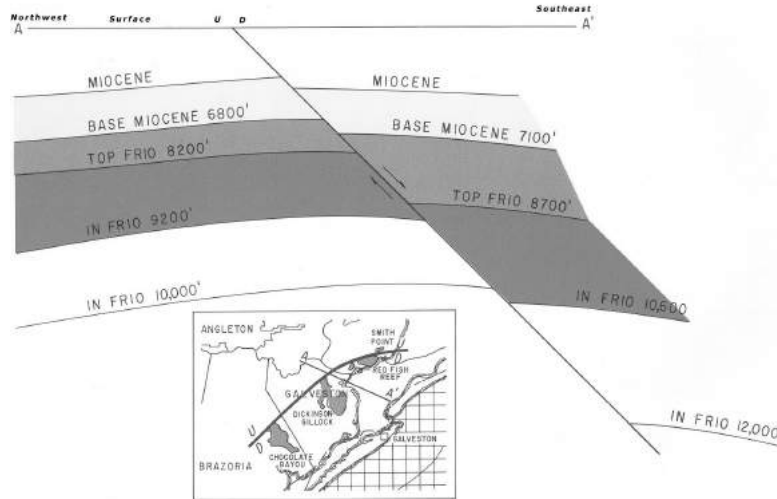 Northwest Surface U D Southeast
A A'
MIOCENE MIOCENE
BASE MIOCENE 6800' BASE MIOCENE 7100'
TOP FRIO 8200'
TOP FRIO 8700'
IN FRIO 9200'
IN FRIO 10,000' IN FRIO 10,600
ANGLETON
SMITH
POINT
A D
RED FISH
REEF
GALVESTON A'
DICKINSON
GILLOCK
U
D
GALVESTON
CHOCOLATE
BAYOU
BRAZORIA
IN FRIO 12,000